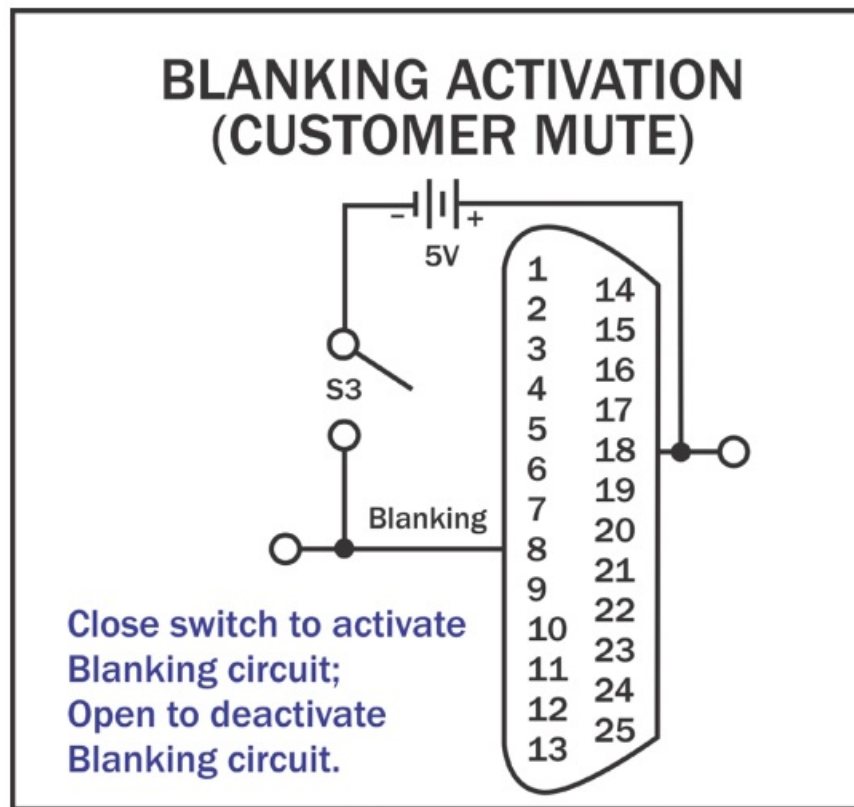 BLANKING ACTIVATION
(CUSTOMER MUTE)
– +
5V
S3
Blanking
1
2
3
4
5
6
7
8
9
10
11
12
13
14
15
16
17
18
19
20
21
22
23
24
25
Close switch to activate
Blanking circuit;
Open to deactivate
Blanking circuit.